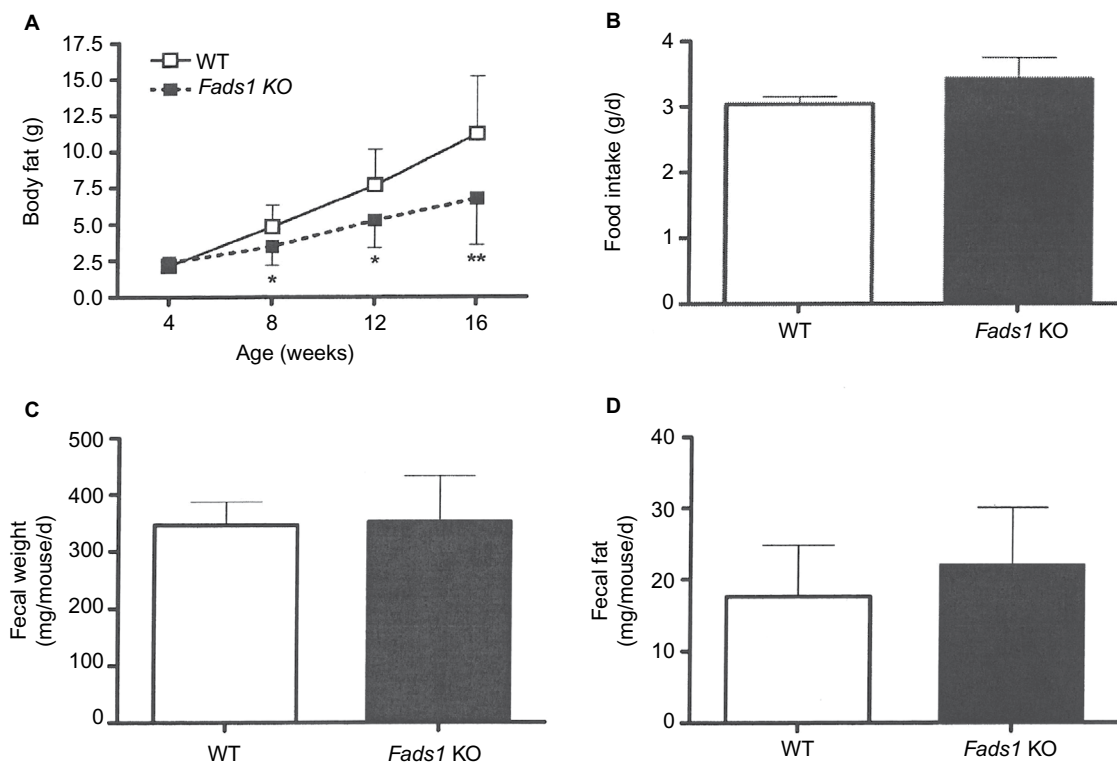 A
17.5
15.0
12.5
10.0
7.5
5.0
2.5
0.0
Body fat (g)
WT
Fads1 KO
*
*
**
4 8 12 16
Age (weeks)
B
4
3
2
1
0
Food intake (g/d)
WT Fads1 KO
C
500
400
300
200
100
0
Fecal weight
(mg/mouse/d)
WT Fads1 KO
D
40
30
20
10
0
Fecal fat
(mg/mouse/d)
WT Fads1 KO